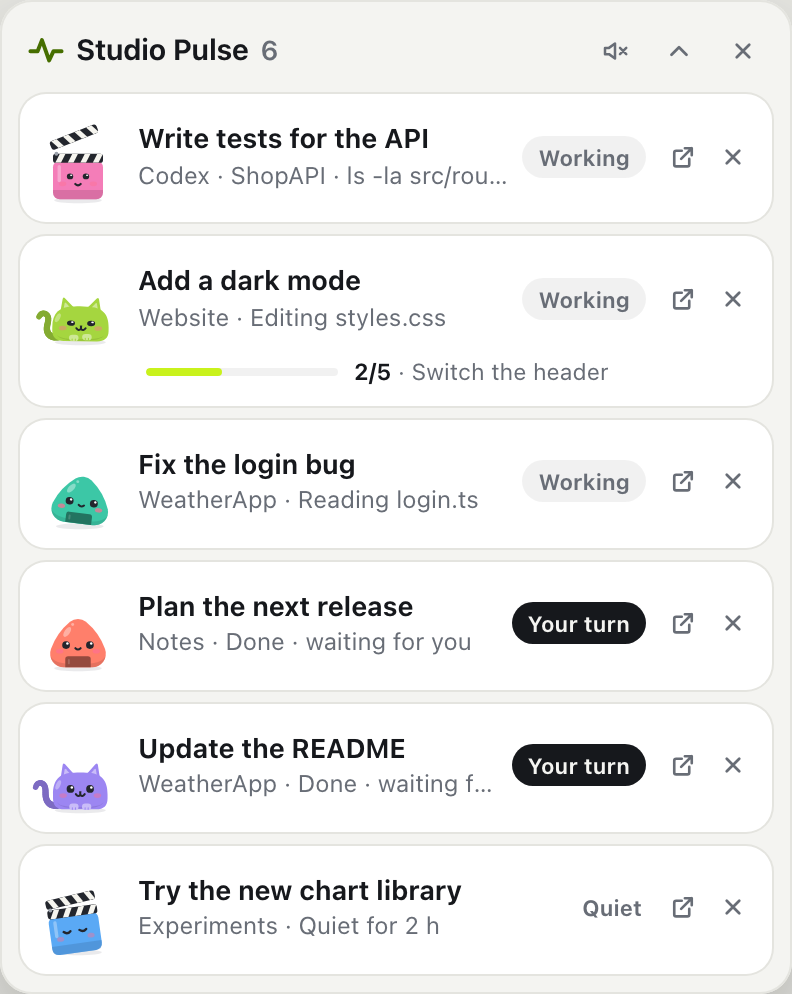 Studio Pulse 6
Write tests for the API
Codex · ShopAPI · ls -la src/rou...
Working
Add a dark mode
Website · Editing styles.css
Working
2/5 · Switch the header
Fix the login bug
WeatherApp · Reading login.ts
Working
Plan the next release
Notes · Done · waiting for you
Your turn
Update the README
WeatherApp · Done · waiting f...
Your turn
Try the new chart library
Experiments · Quiet for 2 h
Quiet